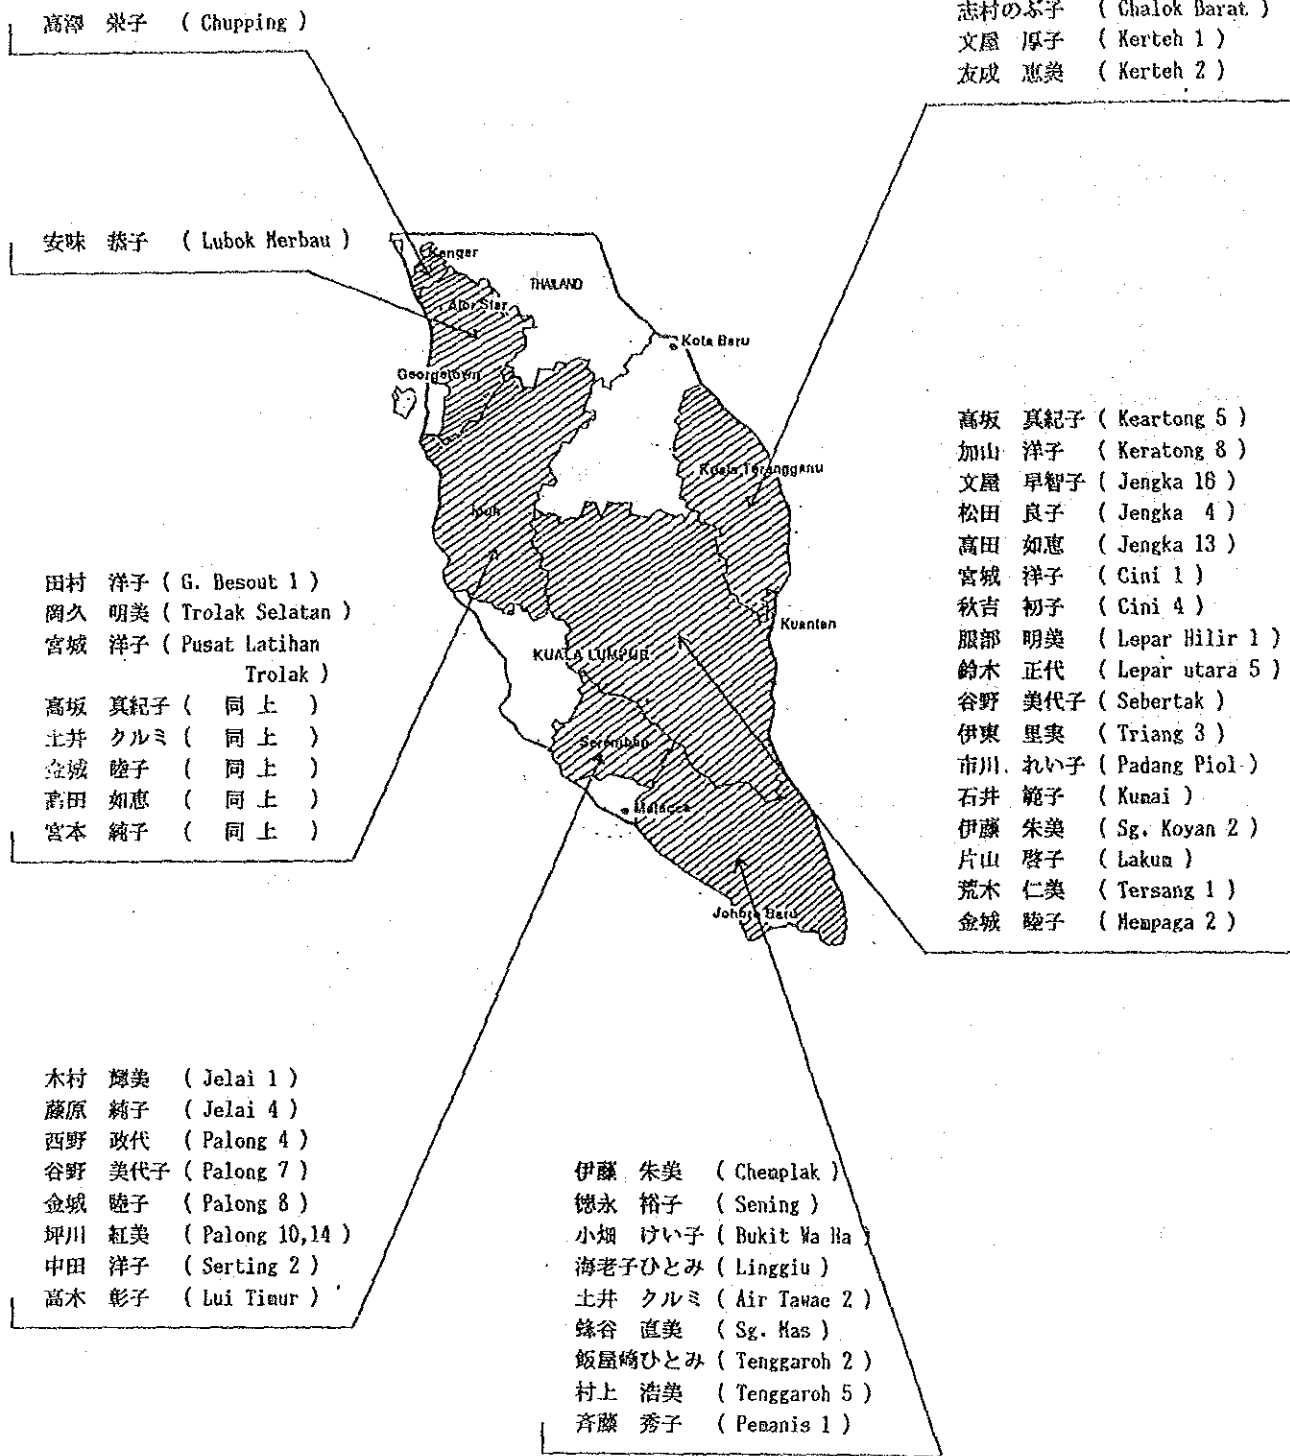 高澤 栄子 ( Chupping )
志村のぶ子 ( Chalok Barat )
文屋 厚子 ( Kerteh 1 )
友成 恵美 ( Kerteh 2 )
安味 恭子 ( Lubok Merbau )
Kangar
THAILAND
Alor Star
Kota Baru
Georgetown
Kuala Terangganu
Ipoh
Kuantan
KUALA LUMPUR
Seremban
Malacca
Johore Baru
高坂 真紀子 ( Keartong 5 )
加山 洋子 ( Keratong 8 )
文屋 早智子 ( Jengka 16 )
松田 良子 ( Jengka 4 )
高田 如恵 ( Jengka 13 )
宮城 洋子 ( Cini 1 )
秋吉 初子 ( Cini 4 )
服部 明美 ( Lepar Hilir 1 )
鈴木 正代 ( Lepar utara 5 )
谷野 美代子 ( Sebertak )
伊東 里実 ( Triang 3 )
市川 れい子 ( Padang Piol )
石井 範子 ( Kumai )
伊藤 朱美 ( Sg. Koyan 2 )
片山 啓子 ( Lakum )
荒木 仁美 ( Tersang 1 )
金城 睦子 ( Mempaga 2 )
田村 洋子 ( G. Besout 1 )
岡久 明美 ( Trolak Selatan )
宮城 洋子 ( Pusat Latihan
Trolak )
高坂 真紀子 ( 同 上 )
土井 クルミ ( 同 上 )
金城 睦子 ( 同 上 )
高田 如恵 ( 同 上 )
宮本 純子 ( 同 上 )
木村 輝美 ( Jelai 1 )
藤原 純子 ( Jelai 4 )
西野 政代 ( Palong 4 )
谷野 美代子 ( Palong 7 )
金城 睦子 ( Palong 8 )
坪川 紅美 ( Palong 10,14 )
中田 洋子 ( Serting 2 )
高木 彰子 ( Lui Timur )
伊藤 朱美 ( Chemplak )
徳永 裕子 ( Sening )
小畑 けい子 ( Bukit Wa Ha )
海老子ひとみ ( Linggiu )
土井 クルミ ( Air Tawae 2 )
蜂谷 直美 ( Sg. Mas )
飯屋崎ひとみ ( Tenggaroh 2 )
村上 浩美 ( Tenggaroh 5 )
斉藤 秀子 ( Pemanis 1 )